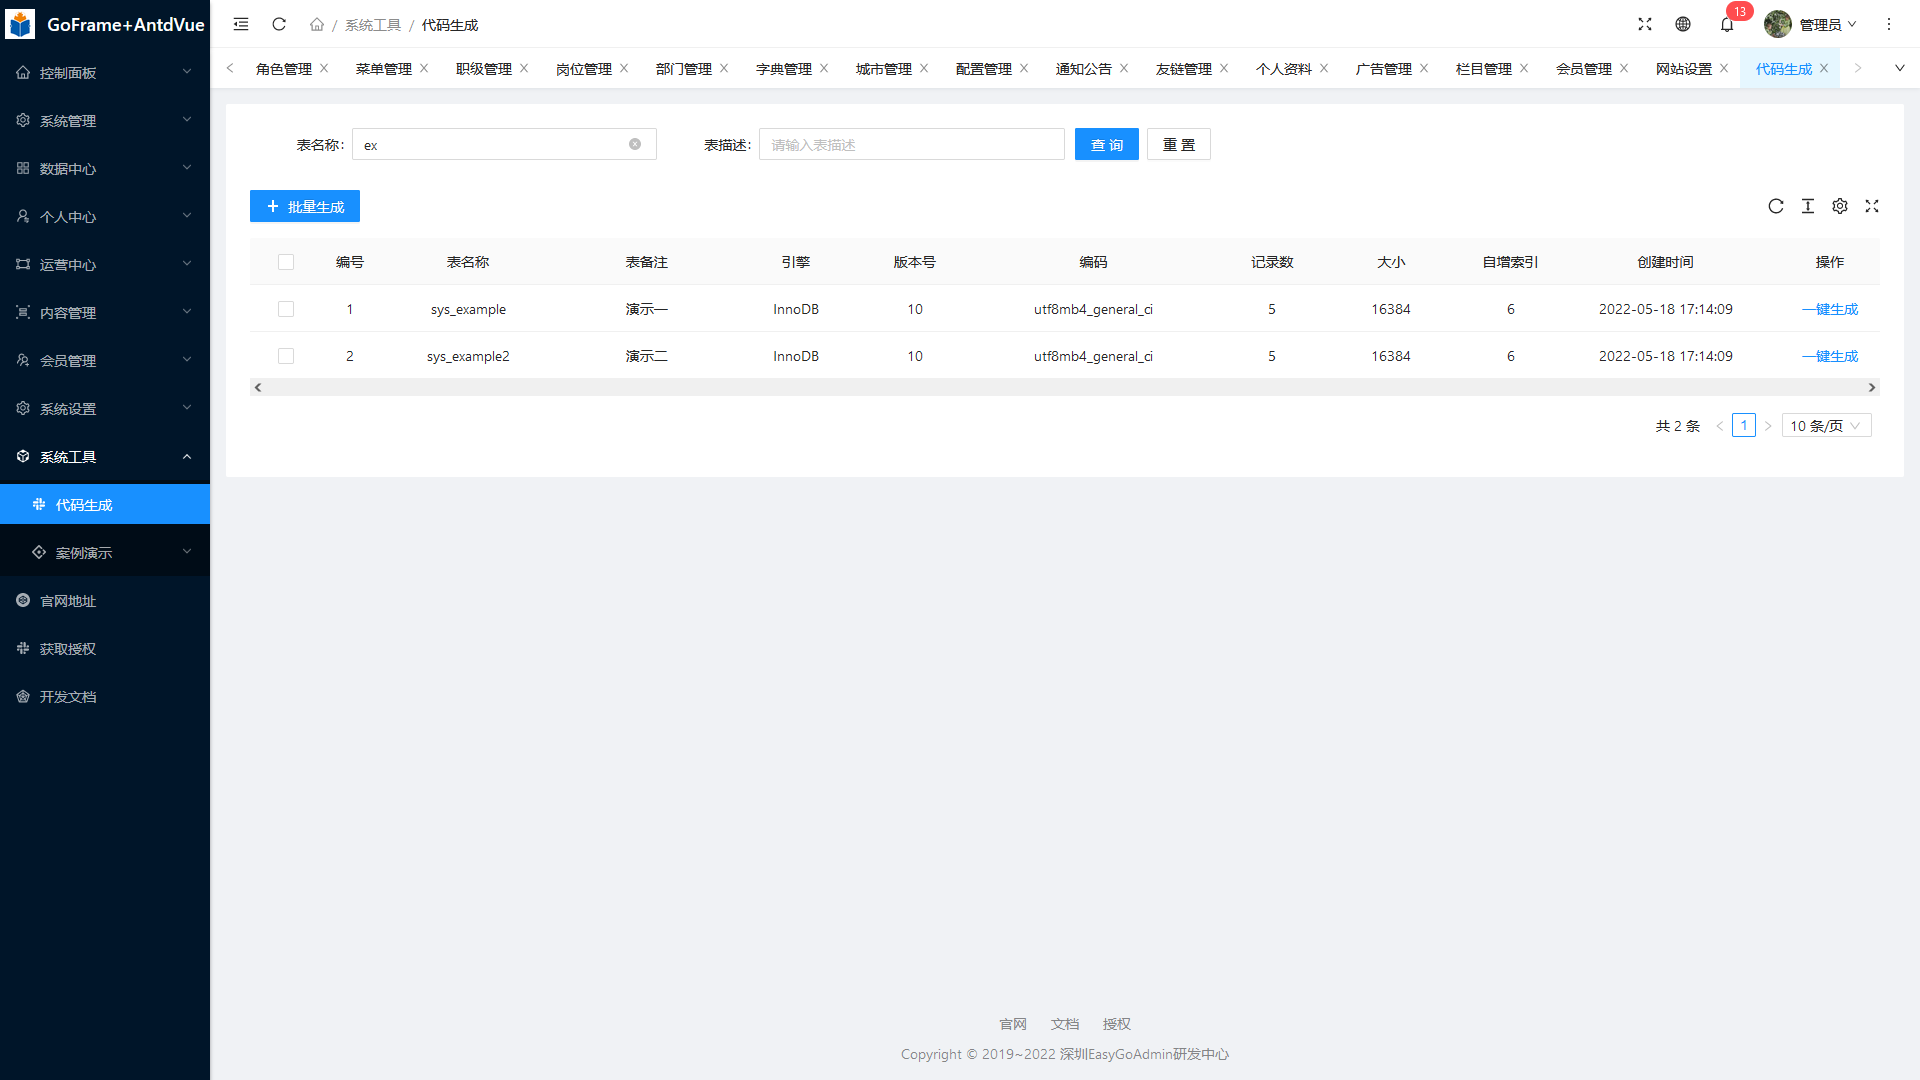 GoFrame+AntdVue
控制面板
系统管理
数据中心
个人中心
运营中心
内容管理
会员管理
系统设置
系统工具
代码生成
案例演示
官网地址
获取授权
开发文档
/ 系统工具 / 代码生成
13
管理员
角色管理 菜单管理 职级管理 岗位管理 部门管理 字典管理 城市管理 配置管理 通知公告 友链管理 个人资料 广告管理 栏目管理 会员管理 网站设置 代码生成
表名称: ex 表描述: 请输入表描述 查 询 重 置
批量生成
编号 表名称 表备注 引擎 版本号 编码 记录数 大小 自增索引 创建时间 操作
1 sys_example 演示一 InnoDB 10 utf8mb4_general_ci 5 16384 6 2022-05-18 17:14:09 一键生成
2 sys_example2 演示二 InnoDB 10 utf8mb4_general_ci 5 16384 6 2022-05-18 17:14:09 一键生成
共 2 条 1 10 条/页
官网 文档 授权
Copyright © 2019~2022 深圳EasyGoAdmin研发中心